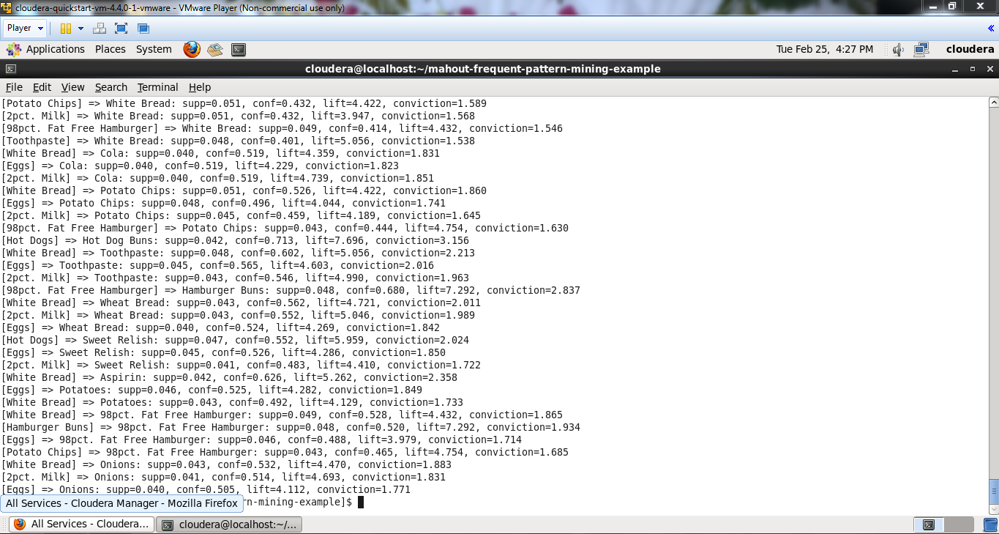 cloudera-quickstart-vm-4.4.0-1-vmware - VMware Player (Non-commercial use only)
Player
Applications Places System Tue Feb 25, 4:27 PM cloudera
cloudera@localhost:~/mahout-frequent-pattern-mining-example
File Edit View Search Terminal Help
[Potato Chips] => White Bread: supp=0.051, conf=0.432, lift=4.422, conviction=1.589
[2pct. Milk] => White Bread: supp=0.051, conf=0.432, lift=3.947, conviction=1.568
[98pct. Fat Free Hamburger] => White Bread: supp=0.049, conf=0.414, lift=4.432, conviction=1.546
[Toothpaste] => White Bread: supp=0.048, conf=0.401, lift=5.056, conviction=1.538
[White Bread] => Cola: supp=0.040, conf=0.519, lift=4.359, conviction=1.831
[Eggs] => Cola: supp=0.040, conf=0.519, lift=4.229, conviction=1.823
[2pct. Milk] => Cola: supp=0.040, conf=0.519, lift=4.739, conviction=1.851
[White Bread] => Potato Chips: supp=0.051, conf=0.526, lift=4.422, conviction=1.860
[Eggs] => Potato Chips: supp=0.048, conf=0.496, lift=4.044, conviction=1.741
[2pct. Milk] => Potato Chips: supp=0.045, conf=0.459, lift=4.189, conviction=1.645
[98pct. Fat Free Hamburger] => Potato Chips: supp=0.043, conf=0.444, lift=4.754, conviction=1.630
[Hot Dogs] => Hot Dog Buns: supp=0.042, conf=0.713, lift=7.696, conviction=3.156
[White Bread] => Toothpaste: supp=0.048, conf=0.602, lift=5.056, conviction=2.213
[Eggs] => Toothpaste: supp=0.045, conf=0.565, lift=4.603, conviction=2.016
[2pct. Milk] => Toothpaste: supp=0.043, conf=0.546, lift=4.990, conviction=1.963
[98pct. Fat Free Hamburger] => Hamburger Buns: supp=0.048, conf=0.680, lift=7.292, conviction=2.837
[White Bread] => Wheat Bread: supp=0.043, conf=0.562, lift=4.721, conviction=2.011
[2pct. Milk] => Wheat Bread: supp=0.043, conf=0.552, lift=5.046, conviction=1.989
[Eggs] => Wheat Bread: supp=0.040, conf=0.524, lift=4.269, conviction=1.842
[Hot Dogs] => Sweet Relish: supp=0.047, conf=0.552, lift=5.959, conviction=2.024
[Eggs] => Sweet Relish: supp=0.045, conf=0.526, lift=4.286, conviction=1.850
[2pct. Milk] => Sweet Relish: supp=0.041, conf=0.483, lift=4.410, conviction=1.722
[White Bread] => Aspirin: supp=0.042, conf=0.626, lift=5.262, conviction=2.358
[Eggs] => Potatoes: supp=0.046, conf=0.525, lift=4.282, conviction=1.849
[White Bread] => Potatoes: supp=0.043, conf=0.492, lift=4.129, conviction=1.733
[White Bread] => 98pct. Fat Free Hamburger: supp=0.049, conf=0.528, lift=4.432, conviction=1.865
[Hamburger Buns] => 98pct. Fat Free Hamburger: supp=0.048, conf=0.520, lift=7.292, conviction=1.934
[Eggs] => 98pct. Fat Free Hamburger: supp=0.046, conf=0.488, lift=3.979, conviction=1.714
[Potato Chips] => 98pct. Fat Free Hamburger: supp=0.043, conf=0.465, lift=4.754, conviction=1.685
[White Bread] => Onions: supp=0.043, conf=0.532, lift=4.470, conviction=1.883
[2pct. Milk] => Onions: supp=0.041, conf=0.514, lift=4.693, conviction=1.831
[Eggs] => Onions: supp=0.040, conf=0.505, lift=4.112, conviction=1.771
All Services - Cloudera Manager - Mozilla Firefox rn-mining-example]$
All Services - Cloudera... cloudera@localhost:~/...